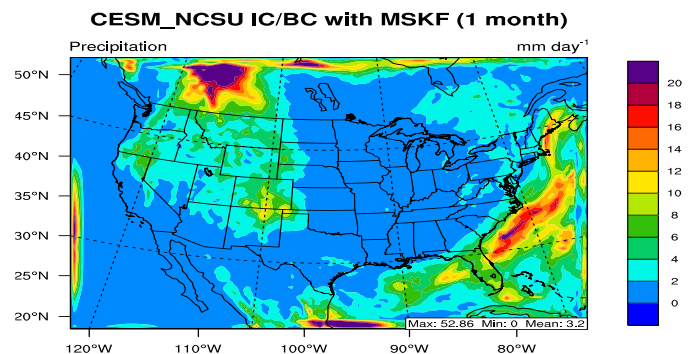 CESM_NCSU IC/BC with MSKF (1 month)
Precipitation mm day-1
50°N
45°N
40°N
35°N
30°N
25°N
20°N
120°W 110°W 100°W 90°W 80°W
Max: 52.86 Min: 0 Mean: 3.2
20
18
16
14
12
10
8
6
4
2
0